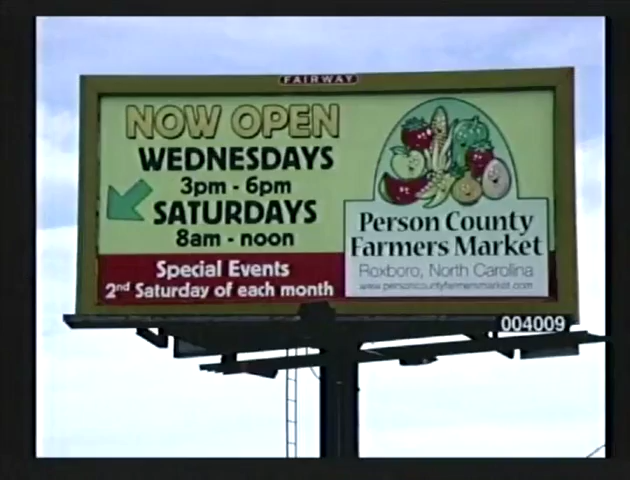 FAIRWAY
NOW OPEN
WEDNESDAYS
3pm - 6pm
SATURDAYS
8am - noon
Special Events
2nd Saturday of each month
Person County
Farmers Market
Roxboro, North Carolina
www.personcountyfarmersmarket.com
004009